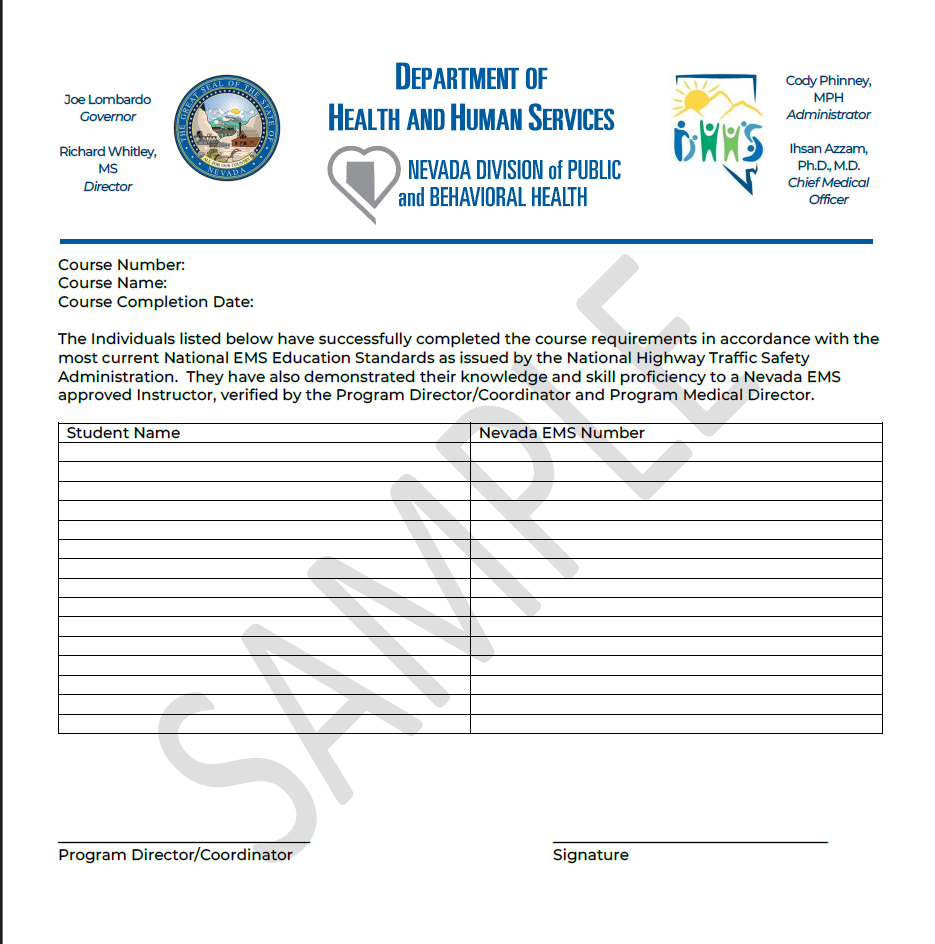 Joe Lombardo
Governor
Richard Whitley,
MS
Director
THE GREAT SEAL OF THE STATE OF
ALL FOR OUR COUNTRY
NEVADA
DEPARTMENT OF
HEALTH AND HUMAN SERVICES
NEVADA DIVISION of PUBLIC
and BEHAVIORAL HEALTH
DHHS
Cody Phinney,
MPH
Administrator
Ihsan Azzam,
Ph.D., M.D.
Chief Medical
Officer
Course Number:
Course Name:
Course Completion Date:
The Individuals listed below have successfully completed the course requirements in accordance with the
most current National EMS Education Standards as issued by the National Highway Traffic Safety
Administration.  They have also demonstrated their knowledge and skill proficiency to a Nevada EMS
approved Instructor, verified by the Program Director/Coordinator and Program Medical Director.
Student Name Nevada EMS Number
SAMPLE
Program Director/Coordinator Signature